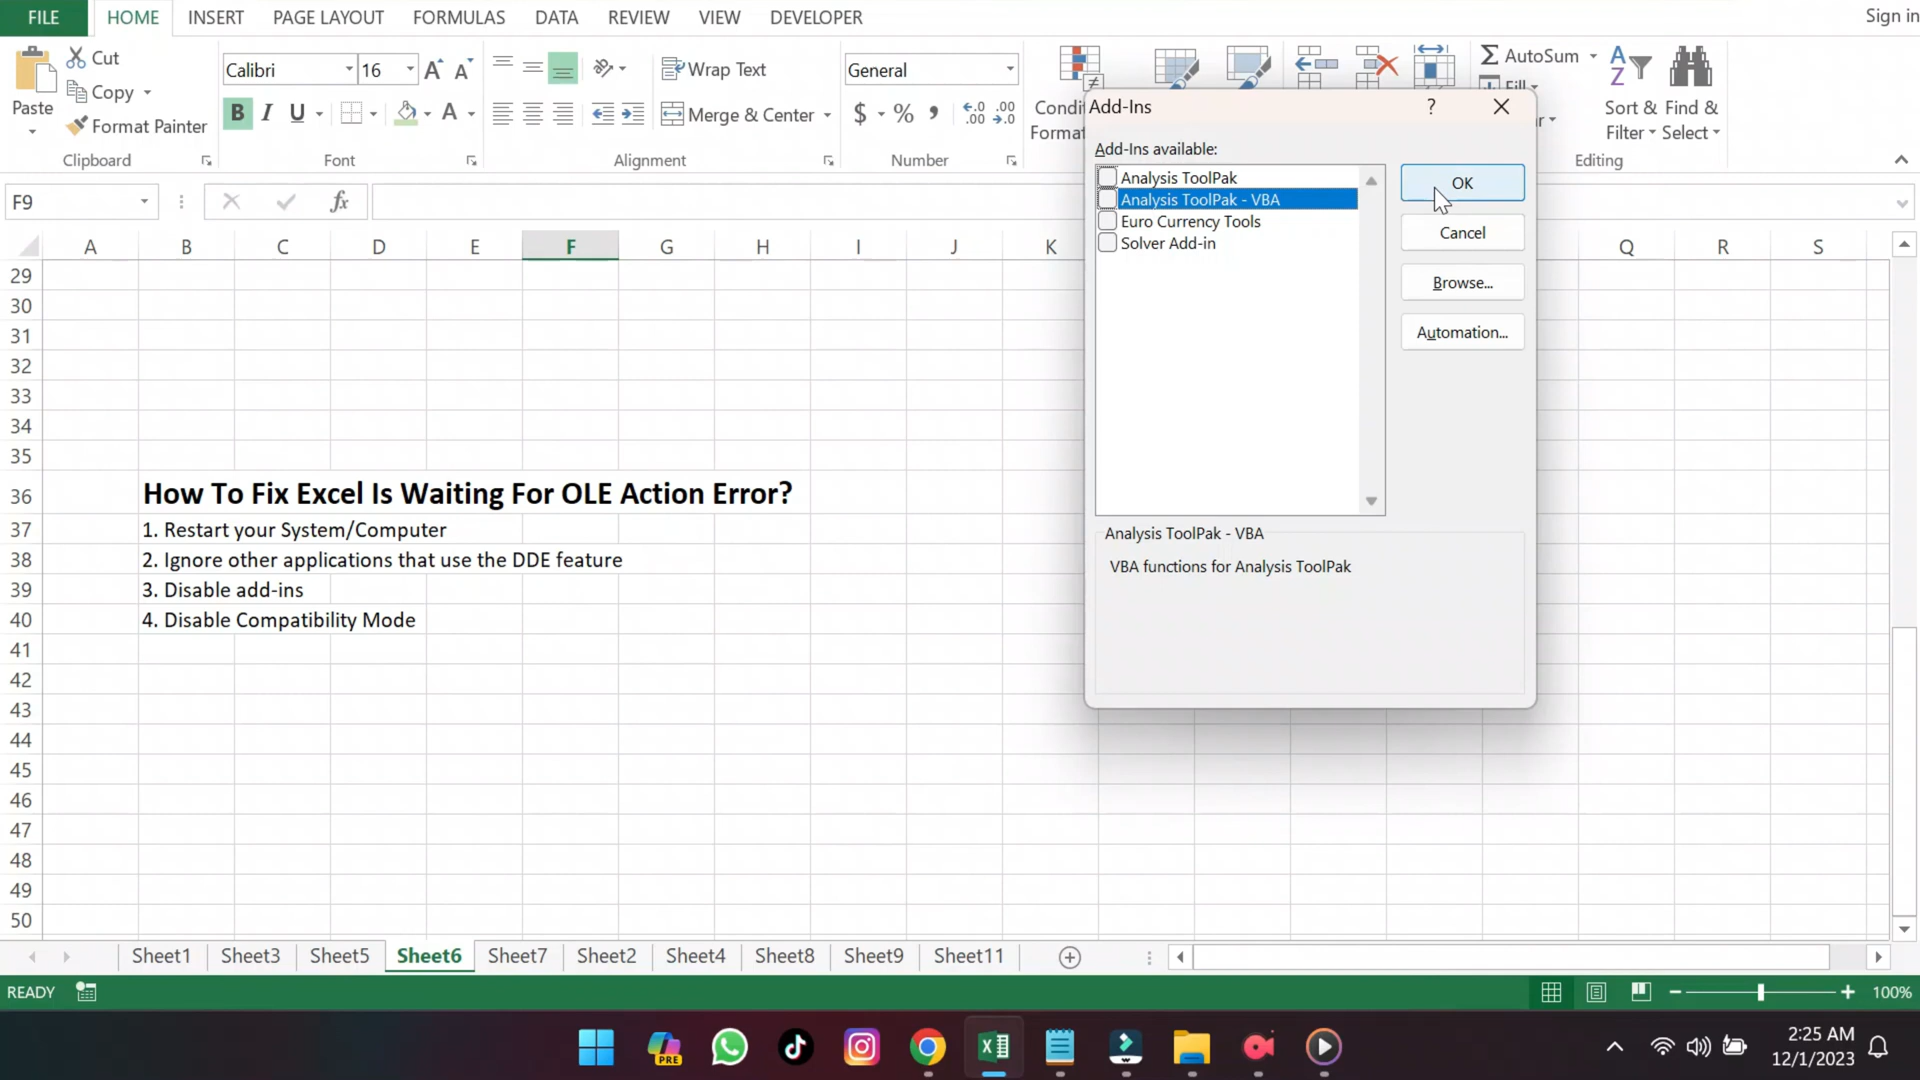 FILE HOME INSERT PAGE LAYOUT FORMULAS DATA REVIEW VIEW DEVELOPER Sign in
Cut
Copy
Format Painter
Paste
Clipboard
Calibri 16
B I U A
Font
Wrap Text
Merge & Center
Alignment
General
$ %
Number
AutoSum
Sort & Find &
Filter Select
Editing
F9
fx
A B C D E F G H I J K Q R S
29
30
31
32
33
34
35
36 How To Fix Excel Is Waiting For OLE Action Error?
37 1. Restart your System/Computer
38 2. Ignore other applications that use the DDE feature
39 3. Disable add-ins
40 4. Disable Compatibility Mode
41
42
43
44
45
46
47
48
49
50
Add-Ins ?
Add-Ins available:
Analysis ToolPak
Analysis ToolPak - VBA
Euro Currency Tools
Solver Add-in
OK
Cancel
Browse...
Automation...
Analysis ToolPak - VBA
VBA functions for Analysis ToolPak
Sheet1 Sheet3 Sheet5 Sheet6 Sheet7 Sheet2 Sheet4 Sheet8 Sheet9 Sheet11
READY 100%
PRE
2:25 AM
12/1/2023